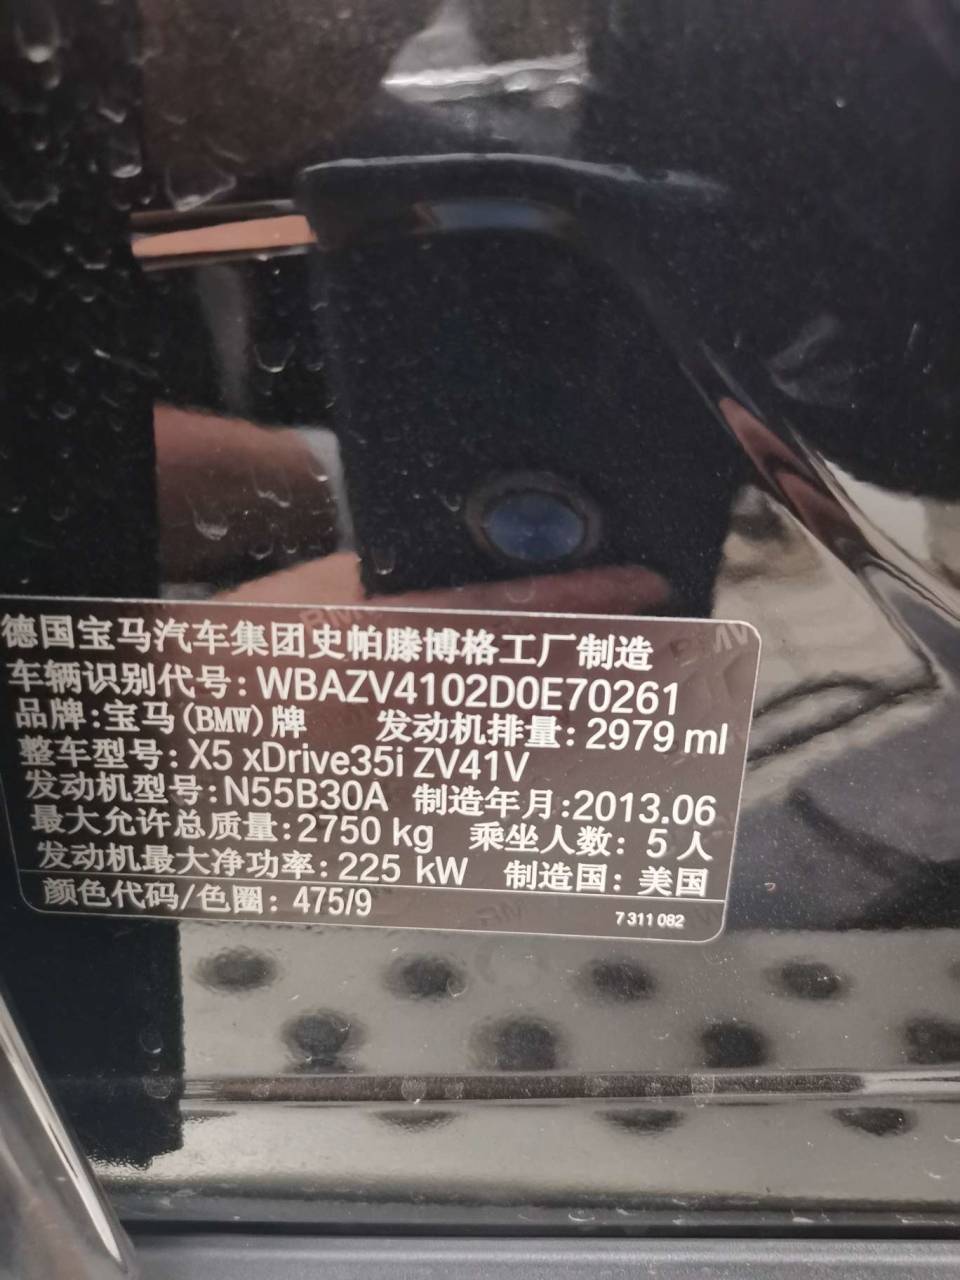 德国宝马汽车集团史帕滕博格工厂制造
车辆识别代号: WBAZV4102D0E70261
品牌:宝马(BMW)牌 发动机排量: 2979 ml
整车型号: X5 xDrive35i ZV41V
发动机型号:N55B30A 制造年月:2013.06
最大允许总质量:2750 kg 乘坐人数: 5人
发动机最大净功率:225 kW 制造国: 美国
颜色代码/色圈: 475/9
7 311 082